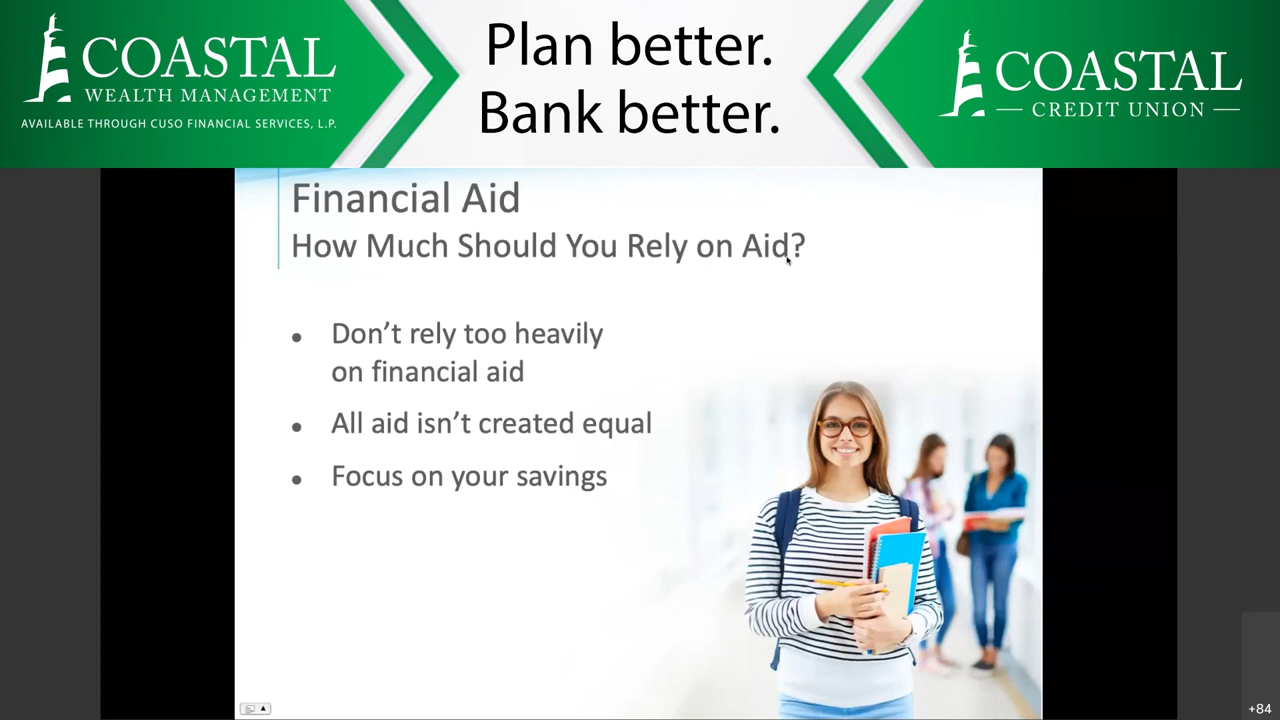 COASTAL
WEALTH MANAGEMENT
AVAILABLE THROUGH CUSO FINANCIAL SERVICES, L.P.
Plan better.
Bank better.
COASTAL
CREDIT UNION
Financial Aid
How Much Should You Rely on Aid?
• Don’t rely too heavily
on financial aid
• All aid isn’t created equal
• Focus on your savings
+84